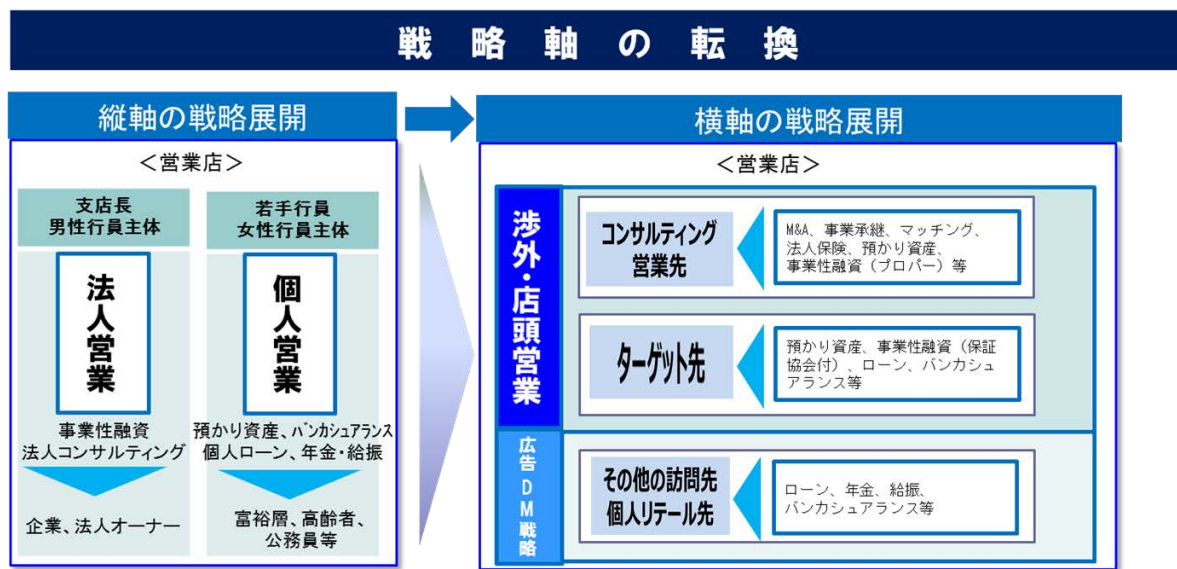 戦略軸の転換
縦軸の戦略展開
<営業店>
支店長
男性行員主体
法人営業
事業性融資
法人コンサルティング
企業、法人オーナー
若手行員
女性行員主体
個人営業
預かり資産、バンカシュアランス
個人ローン、年金・給振
富裕層、高齢者、
公務員等
横軸の戦略展開
<営業店>
渉外・店頭営業
コンサルティング
営業先
M&A、事業承継、マッチング、
法人保険、預かり資産、
事業性融資(プロパー)等
ターゲット先
預かり資産、事業性融資(保証
協会付)、ローン、バンカシュ
アランス等
広告DM戦略
その他の訪問先
個人リテール先
ローン、年金、給振、
バンカシュアランス等